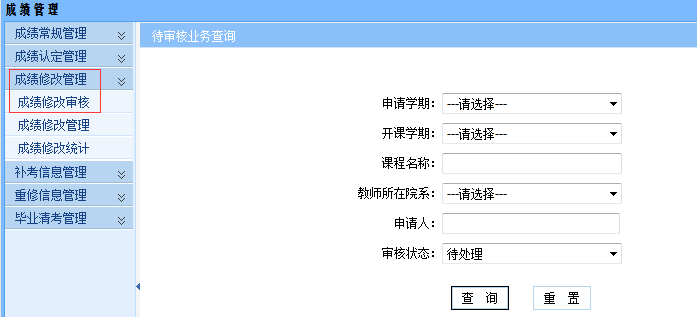 成绩管理
成绩常规管理
成绩认定管理
成绩修改管理
成绩修改审核
成绩修改管理
成绩修改统计
补考信息管理
重修信息管理
毕业清考管理
待审核业务查询
申请学期: ---请选择---
开课学期: ---请选择---
课程名称:
教师所在院系: ---请选择---
申请人:
审核状态: 待处理
查 询 重 置